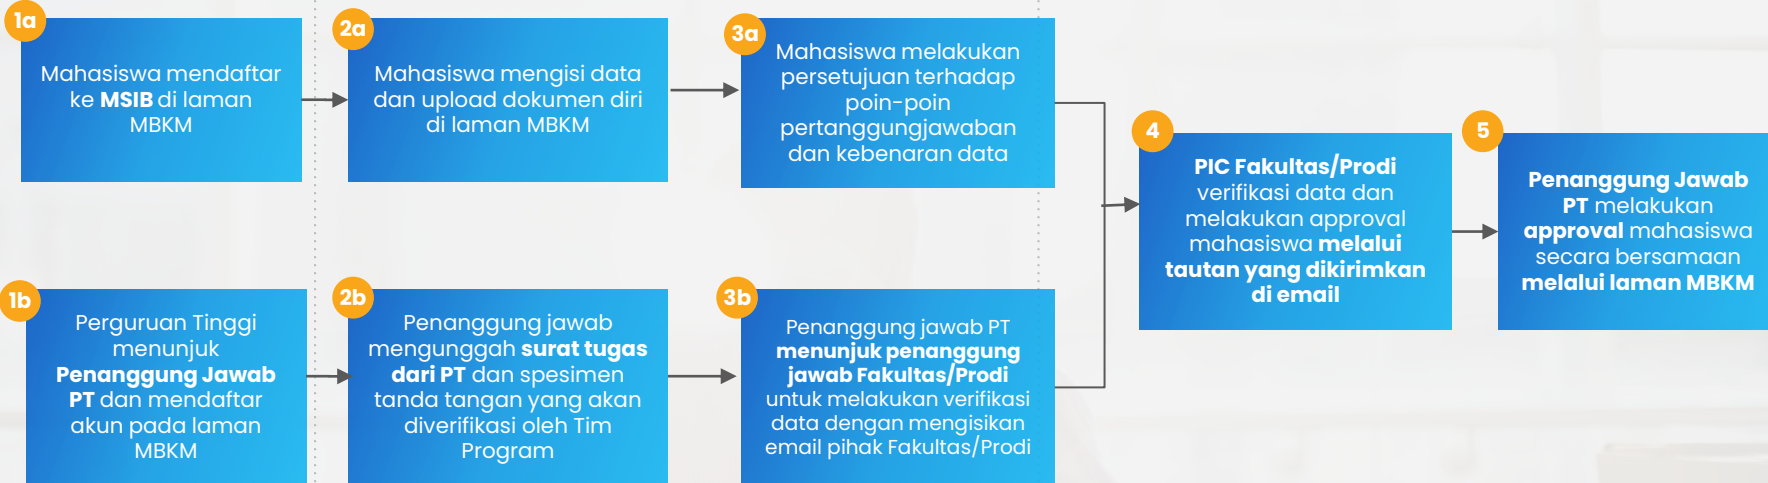 1a
Mahasiswa mendaftar
ke MSIB di laman
MBKM
2a
Mahasiswa mengisi data
dan upload dokumen diri
di laman MBKM
3a
Mahasiswa melakukan
persetujuan terhadap
poin-poin
pertanggungjawaban
dan kebenaran data
1b
Perguruan Tinggi
menunjuk
Penanggung Jawab
PT dan mendaftar
akun pada laman
MBKM
2b
Penanggung jawab
mengunggah surat tugas
dari PT dan spesimen
tanda tangan yang akan
diverifikasi oleh Tim
Program
3b
Penanggung jawab PT
menunjuk penanggung
jawab Fakultas/Prodi
untuk melakukan verifikasi
data dengan mengisikan
email pihak Fakultas/Prodi
4
PIC Fakultas/Prodi
verifikasi data dan
melakukan approval
mahasiswa melalui
tautan yang dikirimkan
di email
5
Penanggung Jawab
PT melakukan
approval mahasiswa
secara bersamaan
melalui laman MBKM